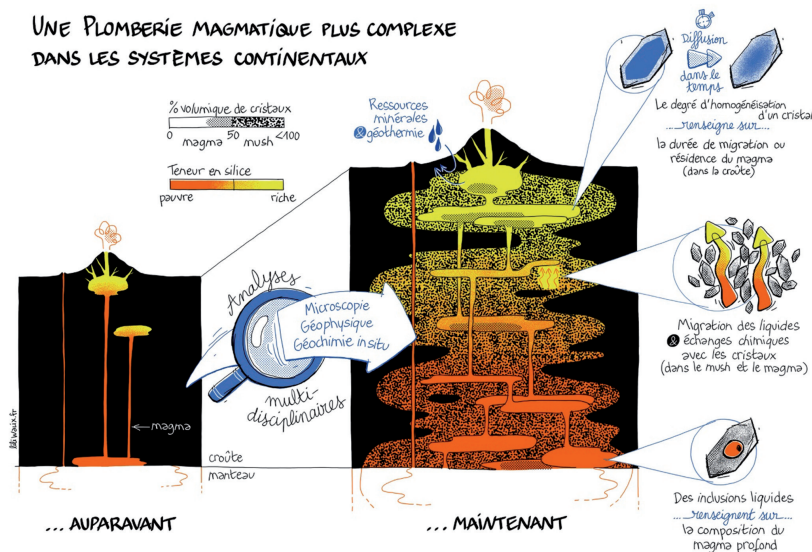 UNE PLOMBERIE MAGMATIQUE PLUS COMPLEXE
DANS LES SYSTÈMES CONTINENTAUX
% volumique de cristaux
0 50 <100
magma mush
Teneur en silice
pauvre riche
Ressources
minérales
& géothermie
Diffusion
dans le
temps
Le degré d'homogénéisation
d'un crista
...renseigne sur...
la durée de migration ou
résidence du magma
(dans la croûte)
Analyses
Microscopie
Géophysique
Géochimie in situ
multi-
disciplinaires
Migration des liquides
& échanges chimiques
avec les cristaux
(dans le mush et le magma)
magma
croûte
manteau
Des inclusions liquides
...renseignent sur...
la composition du
magma profond
... AUPARAVANT
... MAINTENANT